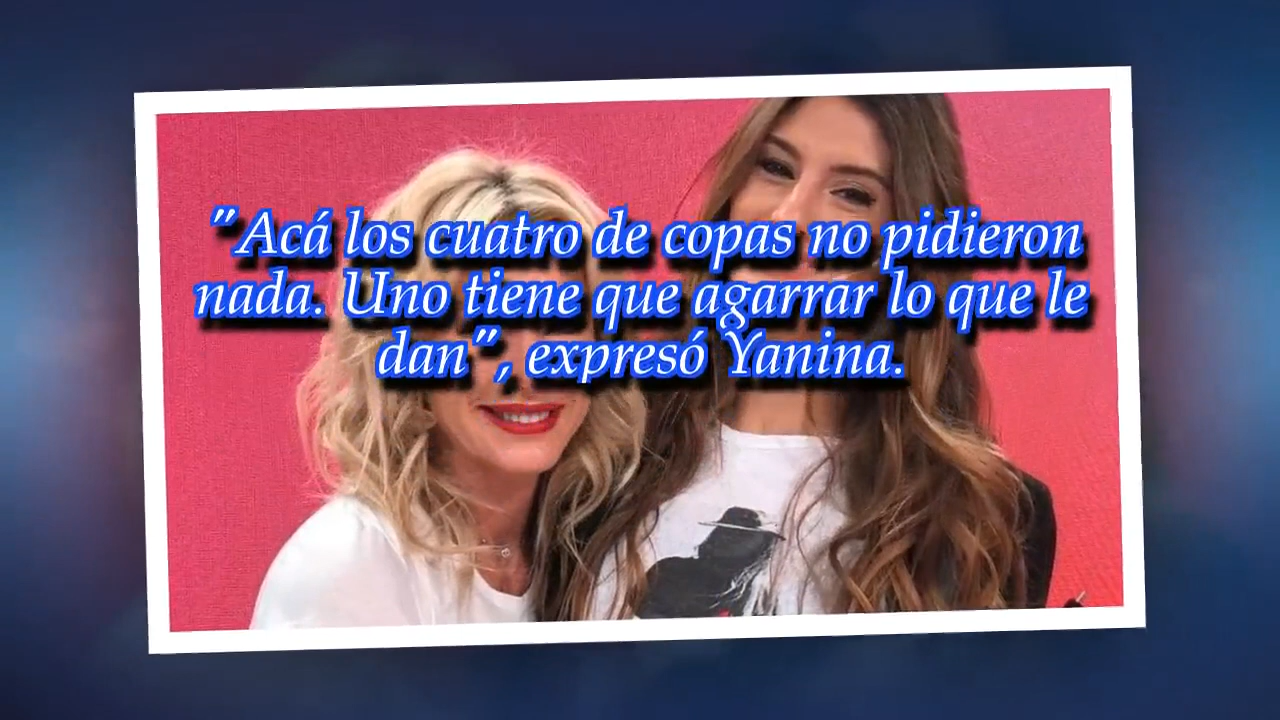 "Acá los cuatro de copas no pidieron
nada. Uno tiene que agarrar lo que le
dan", expresó Yanina.